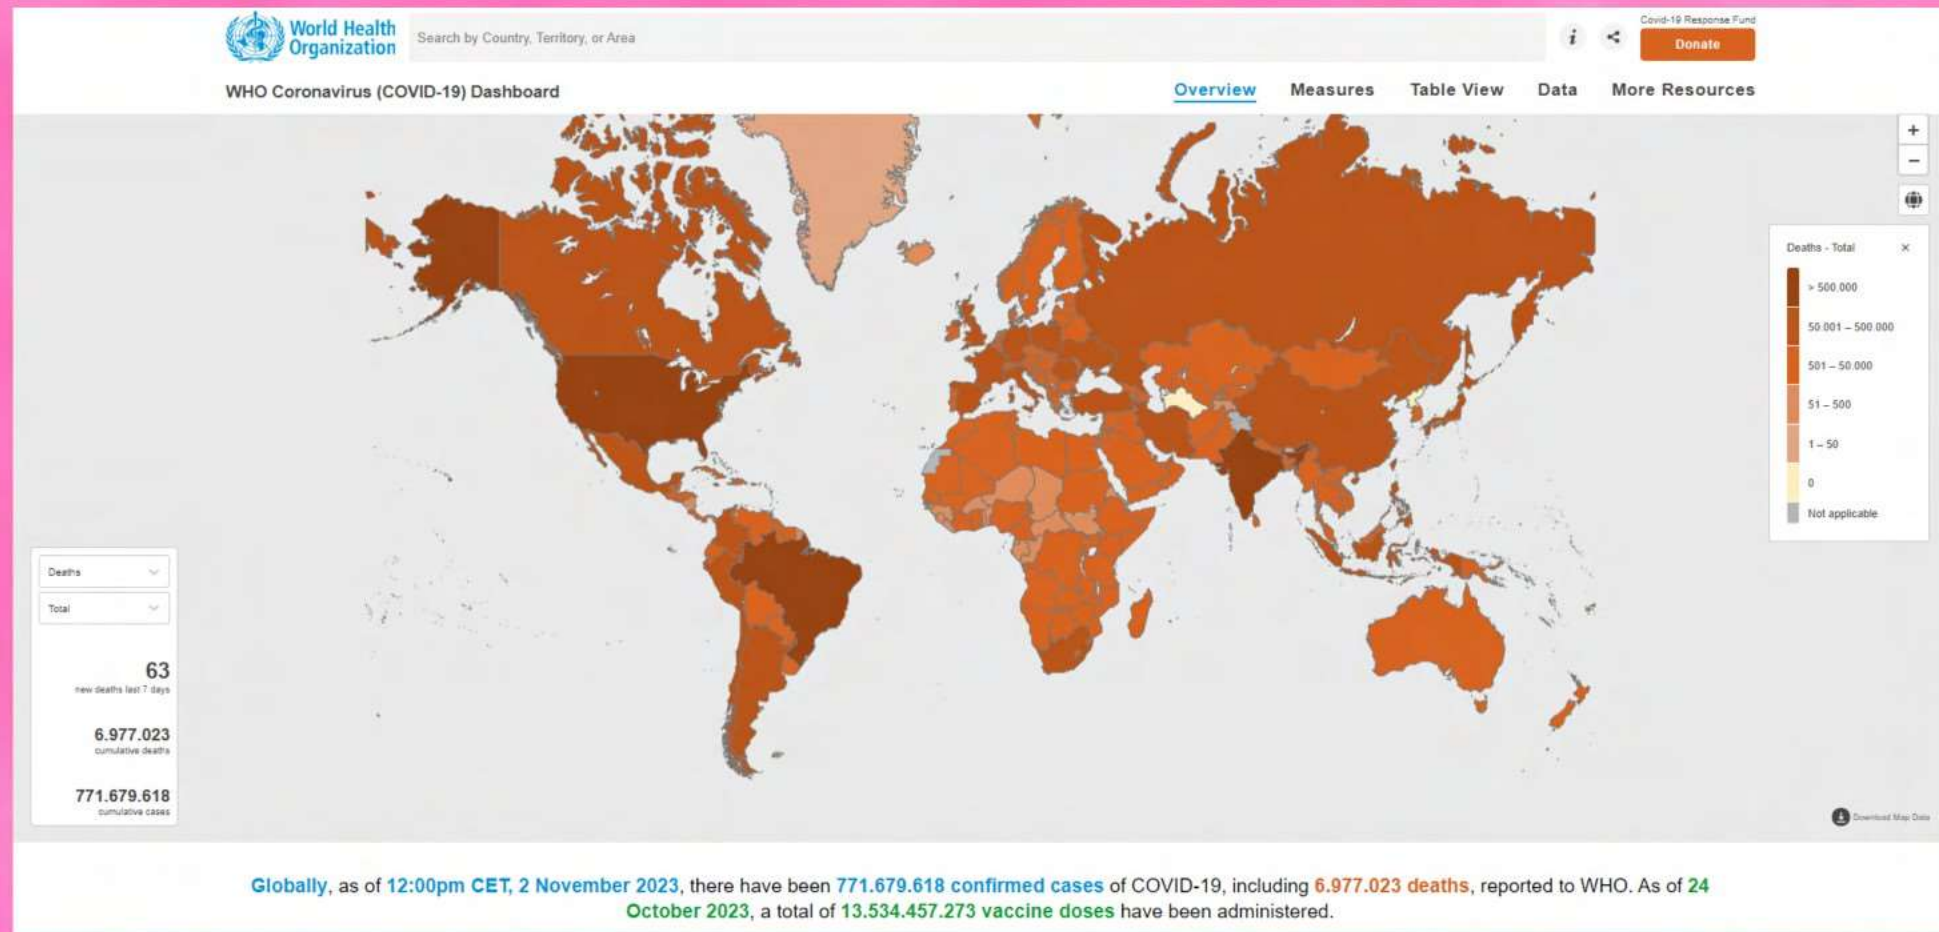 World Health
Organization
Search by Country, Territory, or Area
i
Covid-19 Response Fund
Donate
WHO Coronavirus (COVID-19) Dashboard
Overview
Measures
Table View
Data
More Resources
+
−
Deaths - Total
×
> 500.000
50.001 – 500.000
501 – 50.000
51 – 500
1 – 50
0
Not applicable
Deaths
Total
63
new deaths last 7 days
6.977.023
cumulative deaths
771.679.618
cumulative cases
Download Map Data
Globally, as of 12:00pm CET, 2 November 2023, there have been 771.679.618 confirmed cases of COVID-19, including 6.977.023 deaths, reported to WHO. As of 24
October 2023, a total of 13.534.457.273 vaccine doses have been administered.